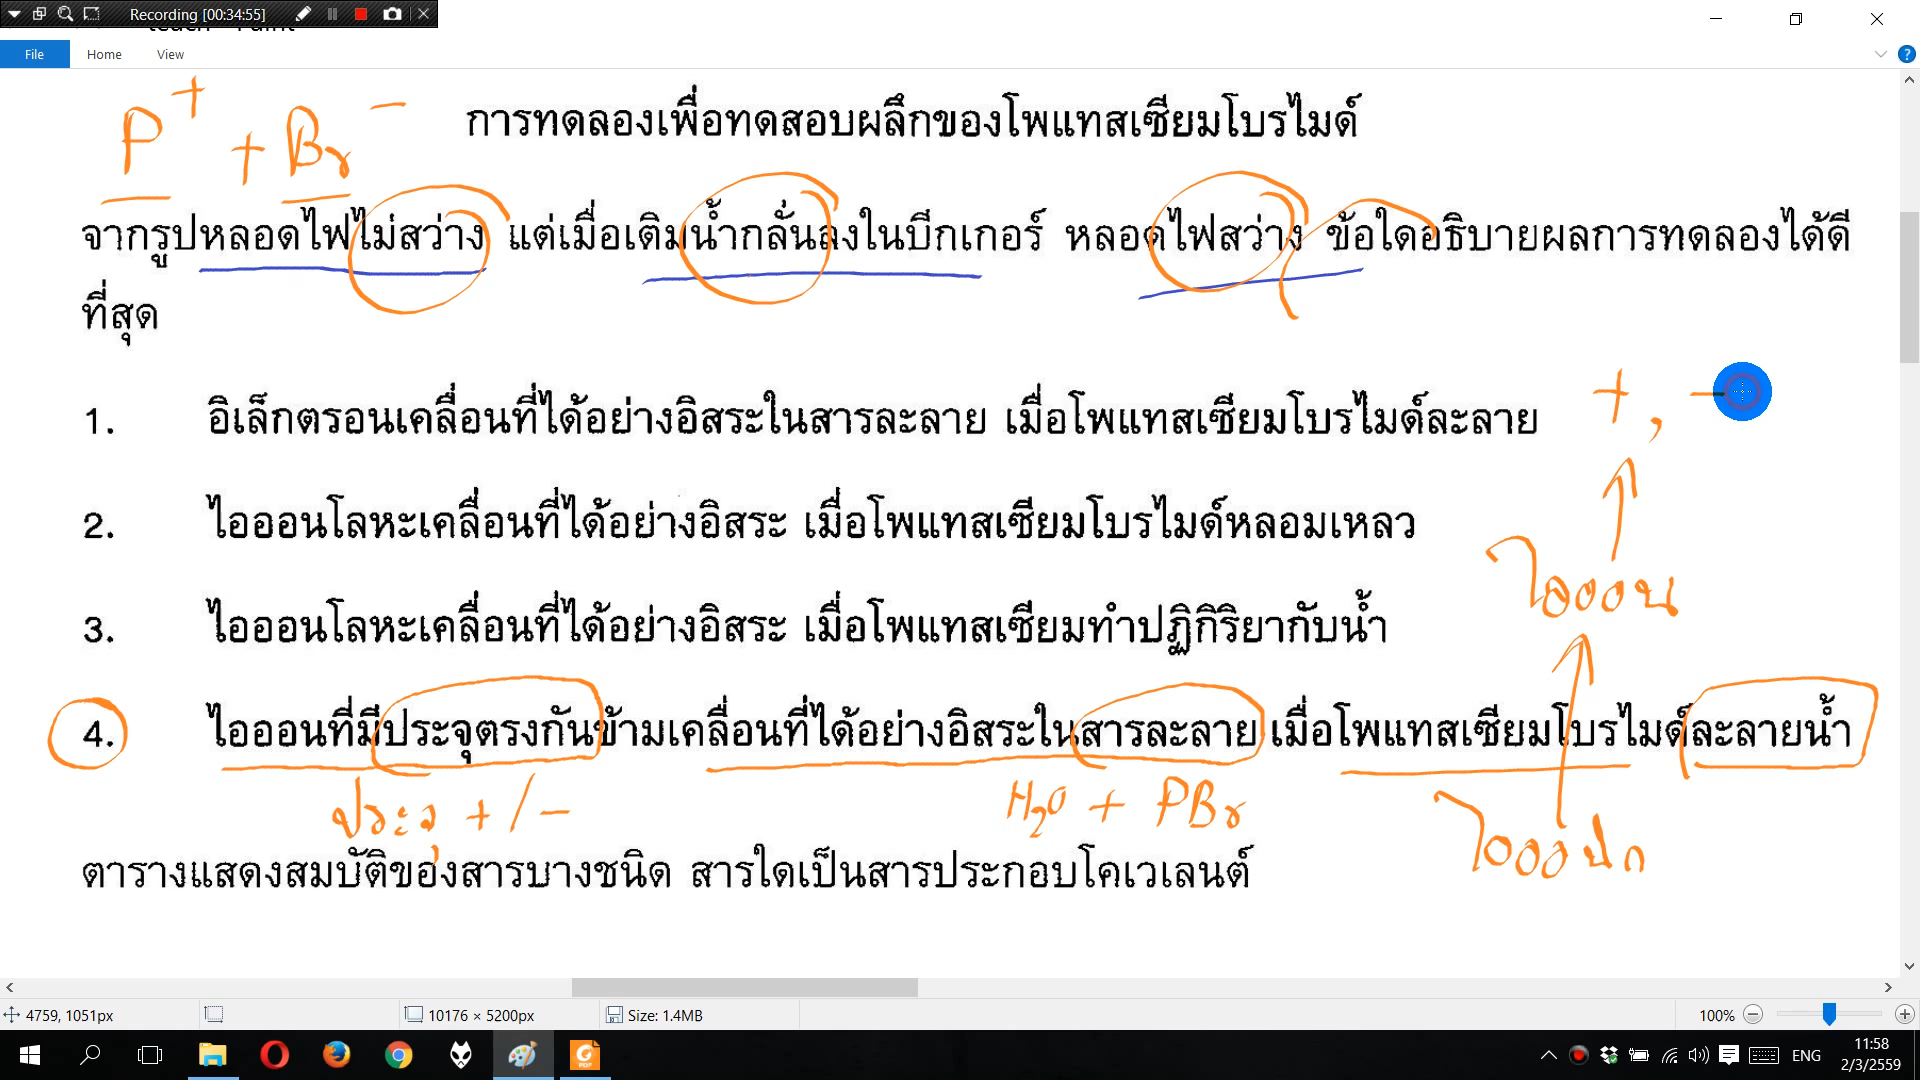 Recording [00:34:55]
File Home View
P+ + Br−
การทดลองเพื่อทดสอบผลึกของโพแทสเซียมโบรไมด์
จากรูปหลอดไฟไม่สว่าง แต่เมื่อเติมน้ำกลั่นลงในบีกเกอร์ หลอดไฟสว่าง ข้อใดอธิบายผลการทดลองได้ดี
ที่สุด
+, −
1. อิเล็กตรอนเคลื่อนที่ได้อย่างอิสระในสารละลาย เมื่อโพแทสเซียมโบรไมด์ละลาย
2. ไอออนโลหะเคลื่อนที่ได้อย่างอิสระ เมื่อโพแทสเซียมโบรไมด์หลอมเหลว
ไอออน
3. ไอออนโลหะเคลื่อนที่ได้อย่างอิสระ เมื่อโพแทสเซียมทำปฏิกิริยากับน้ำ
4. ไอออนที่มีประจุตรงกันข้ามเคลื่อนที่ได้อย่างอิสระในสารละลาย เมื่อโพแทสเซียมโบรไมด์ละลายน้ำ
ประจุ +/−
H2O + PBr
ไอออนิก
ตารางแสดงสมบัติของสารบางชนิด สารใดเป็นสารประกอบโคเวเลนต์
4759, 1051px
10176 × 5200px
Size: 1.4MB
100%
ENG
11:58
2/3/2559